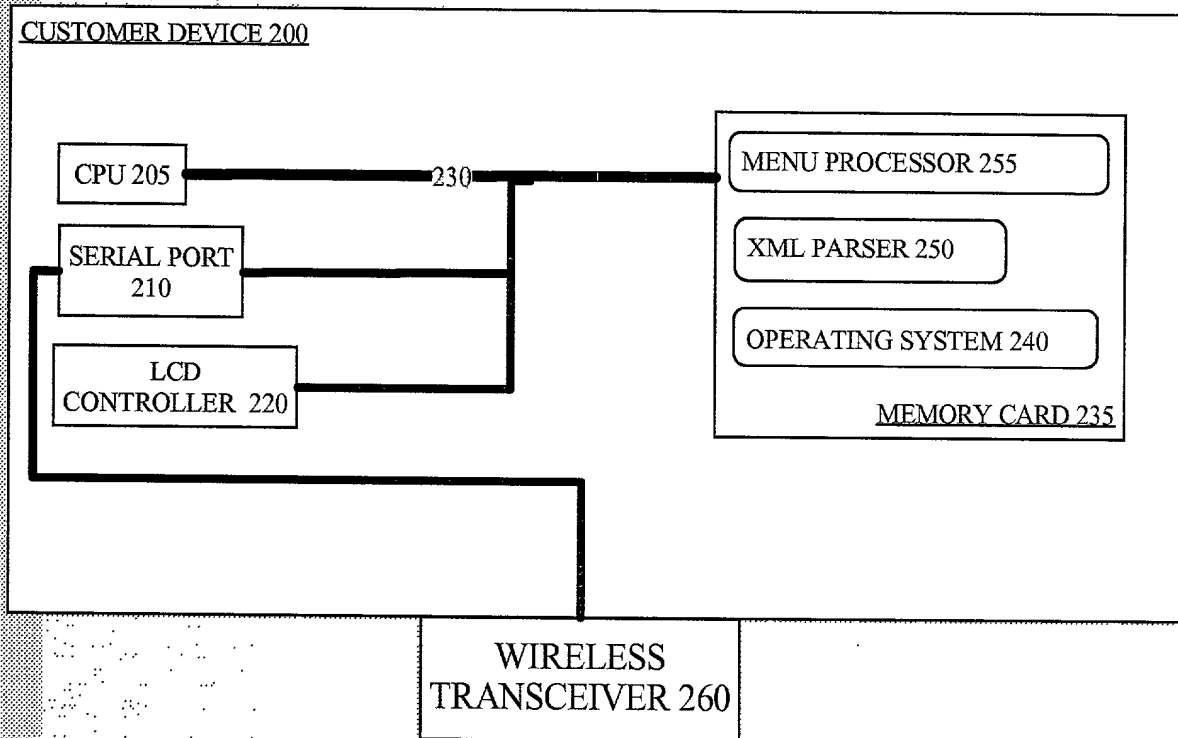 CUSTOMER DEVICE 200
CPU 205
230
SERIAL PORT
210
LCD
CONTROLLER 220
MENU PROCESSOR 255
XML PARSER 250
OPERATING SYSTEM 240
MEMORY CARD 235
WIRELESS
TRANSCEIVER 260